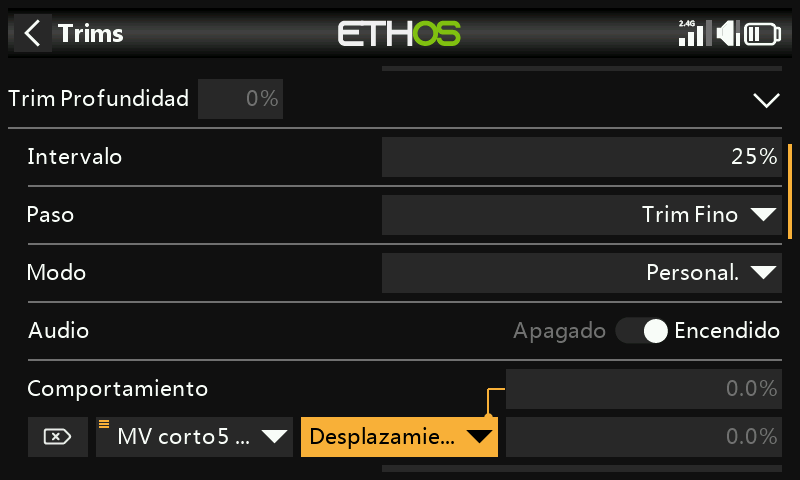 Trims
ETHOS
2.4G
Trim Profundidad 0%
Intervalo 25%
Paso Trim Fino
Modo Personal.
Audio Apagado Encendido
Comportamiento 0.0%
MV corto5 ... Desplazamie... 0.0%